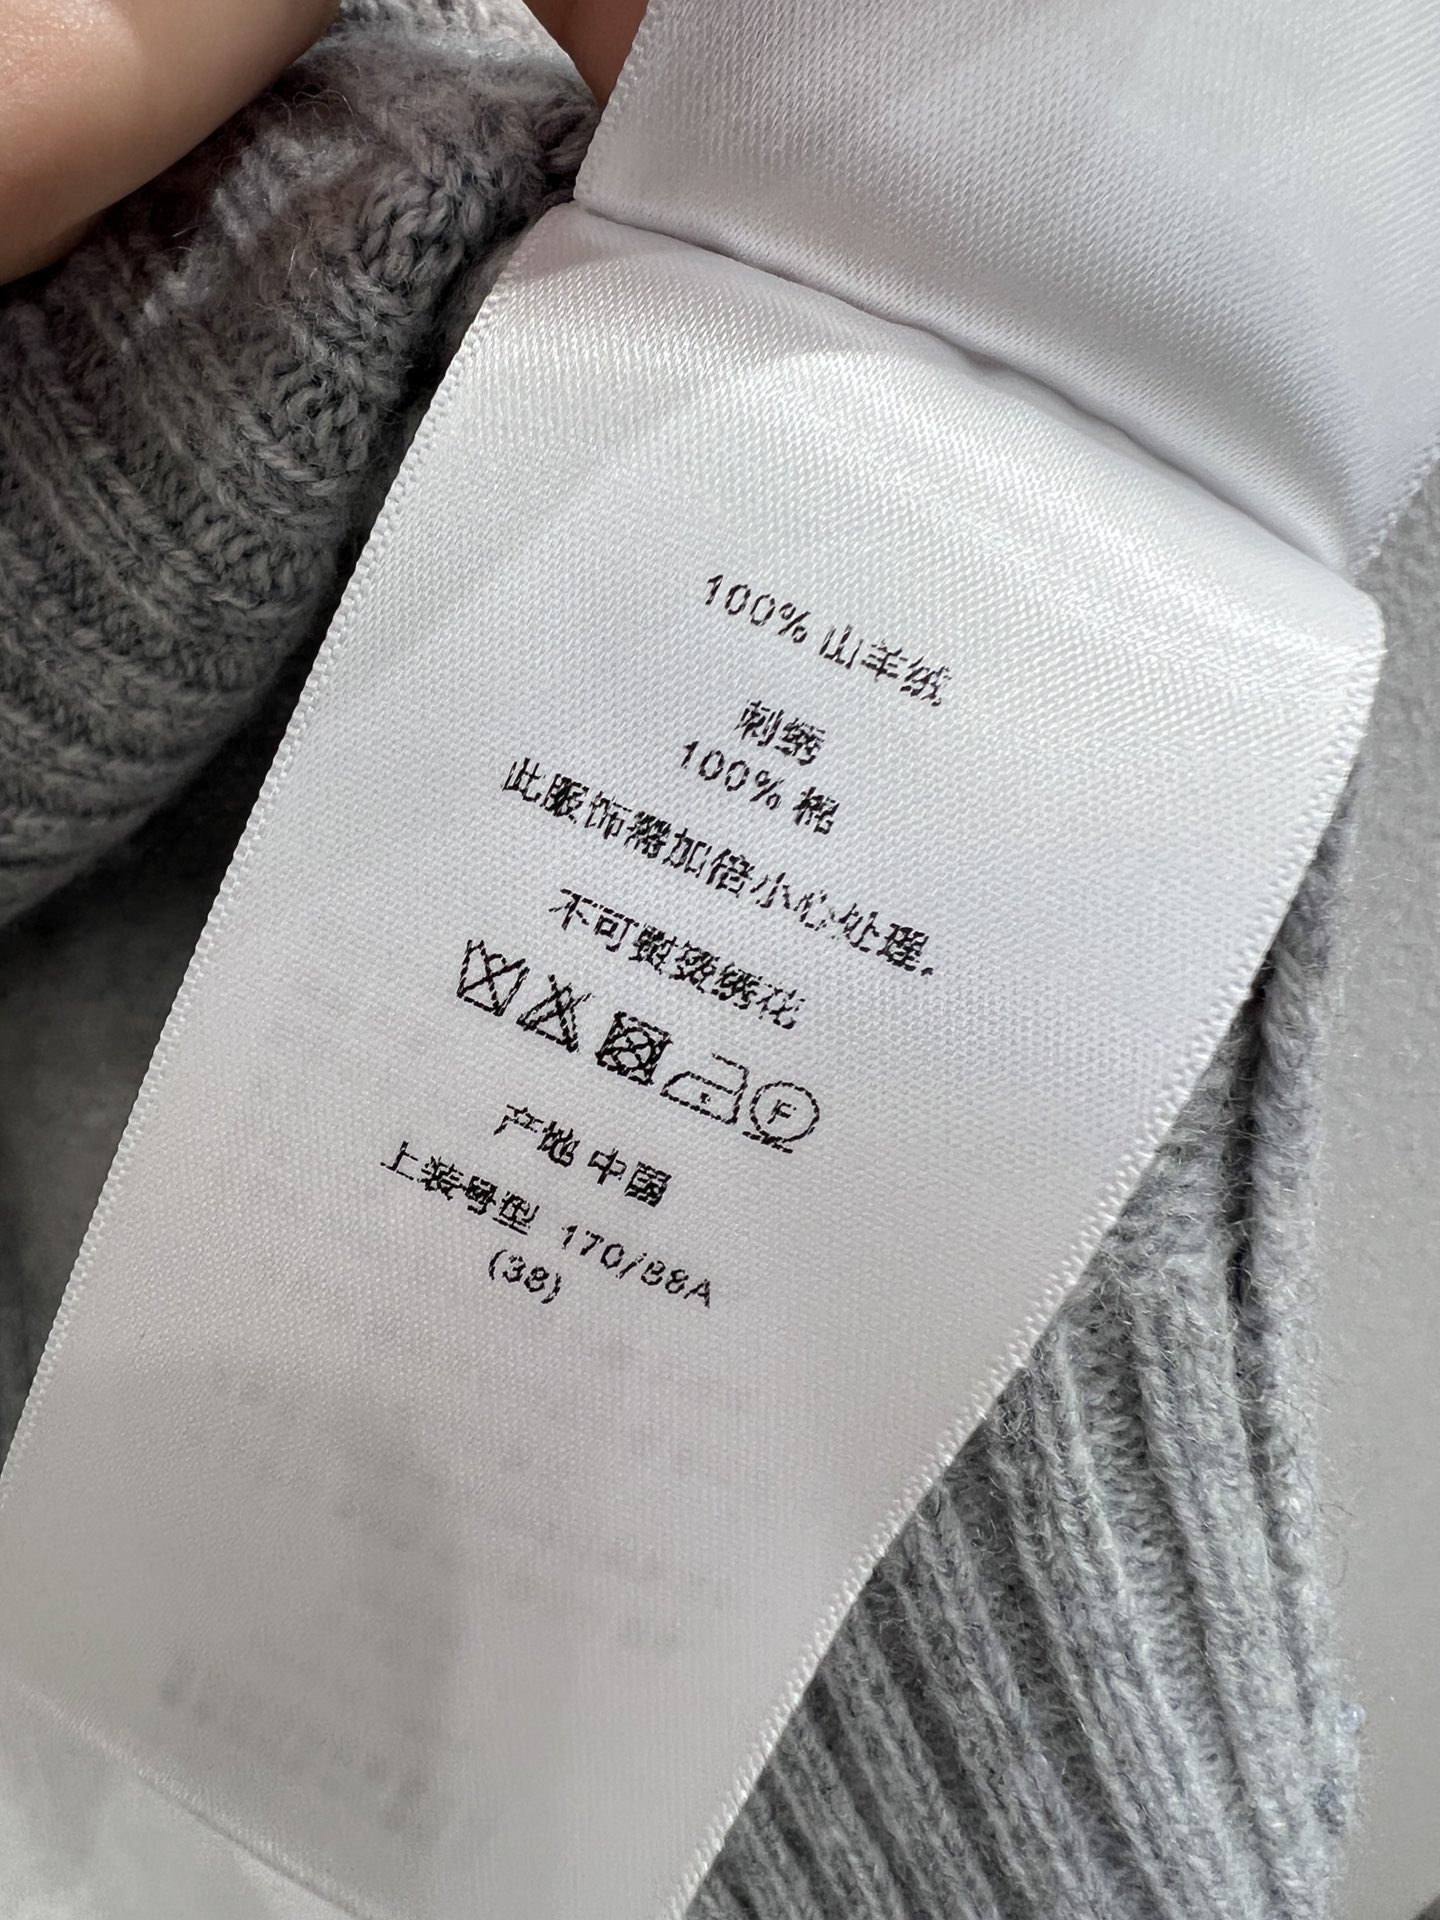 100% 山羊绒
刺绣
100% 棉
此服饰需加倍小心处理.
不可熨烫绣花
F
产地 中国
上装号型 170/88A
(38)